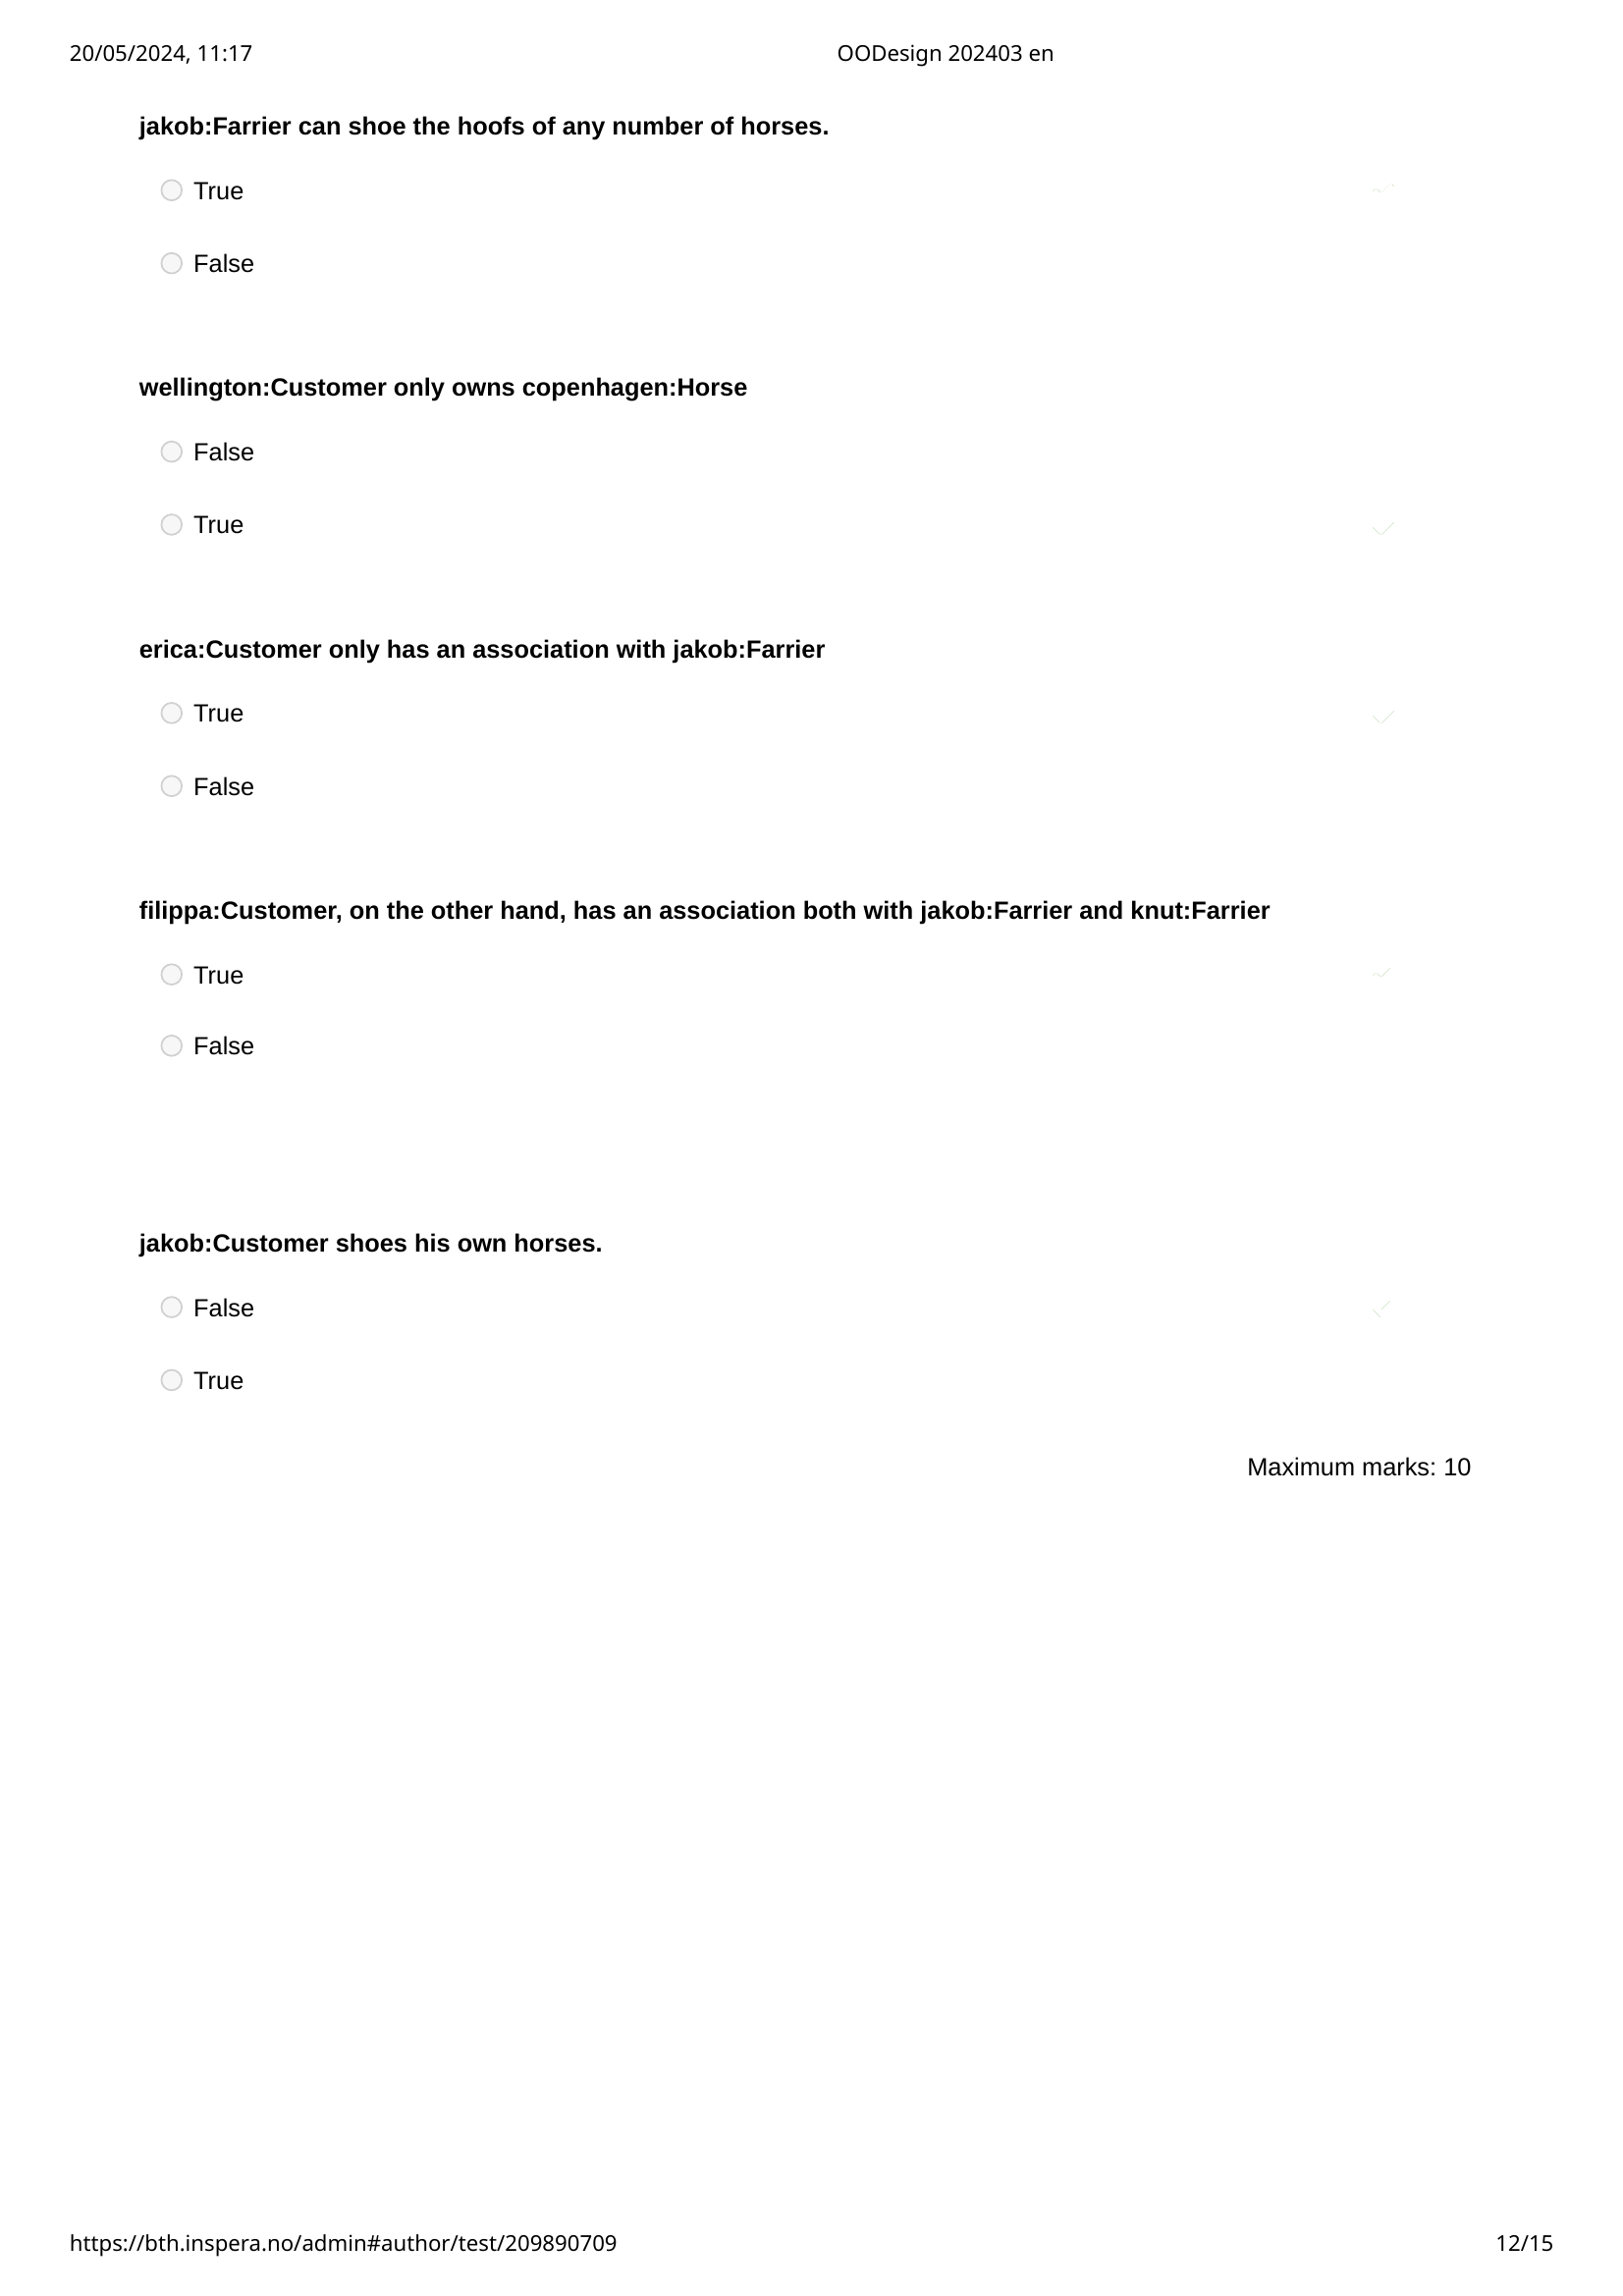 20/05/2024, 11:17 OODesign 202403 en
jakob:Farrier can shoe the hoofs of any number of horses.
True
False
wellington:Customer only owns copenhagen:Horse
False
True
erica:Customer only has an association with jakob:Farrier
True
False
filippa:Customer, on the other hand, has an association both with jakob:Farrier and knut:Farrier
True
False
jakob:Customer shoes his own horses.
False
True
Maximum marks: 10
https://bth.inspera.no/admin#author/test/209890709 12/15